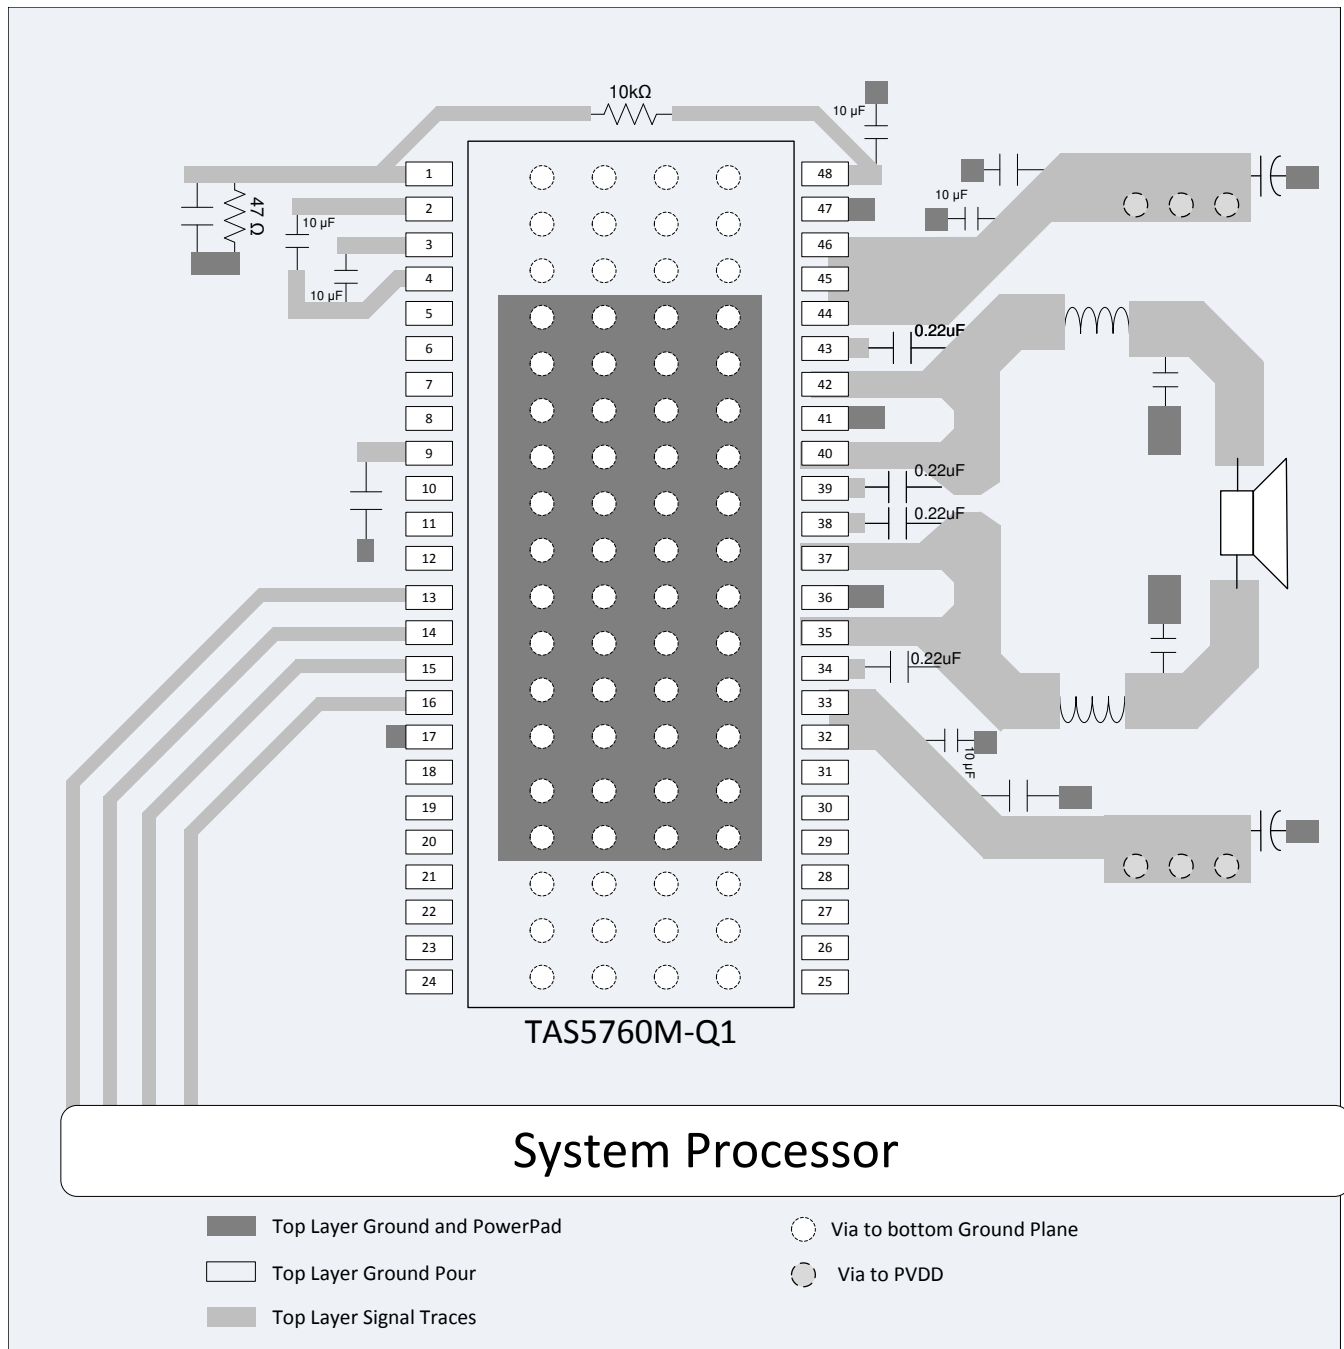 10kΩ
10 µF
1
48
2
47
47 Ω
10 µF
10 µF
3
46
4
45
10 µF
5
44
6
43
0.22uF
7
42
8
41
9
40
10
39
0.22uF
11
38
0.22uF
12
37
13
36
14
35
15
34
0.22uF
16
33
17
32
10 µF
18
31
19
30
20
29
21
28
22
27
23
26
24
25
TAS5760M-Q1
System Processor
Top Layer Ground and PowerPad
Via to bottom Ground Plane
Top Layer Ground Pour
Via to PVDD
Top Layer Signal Traces